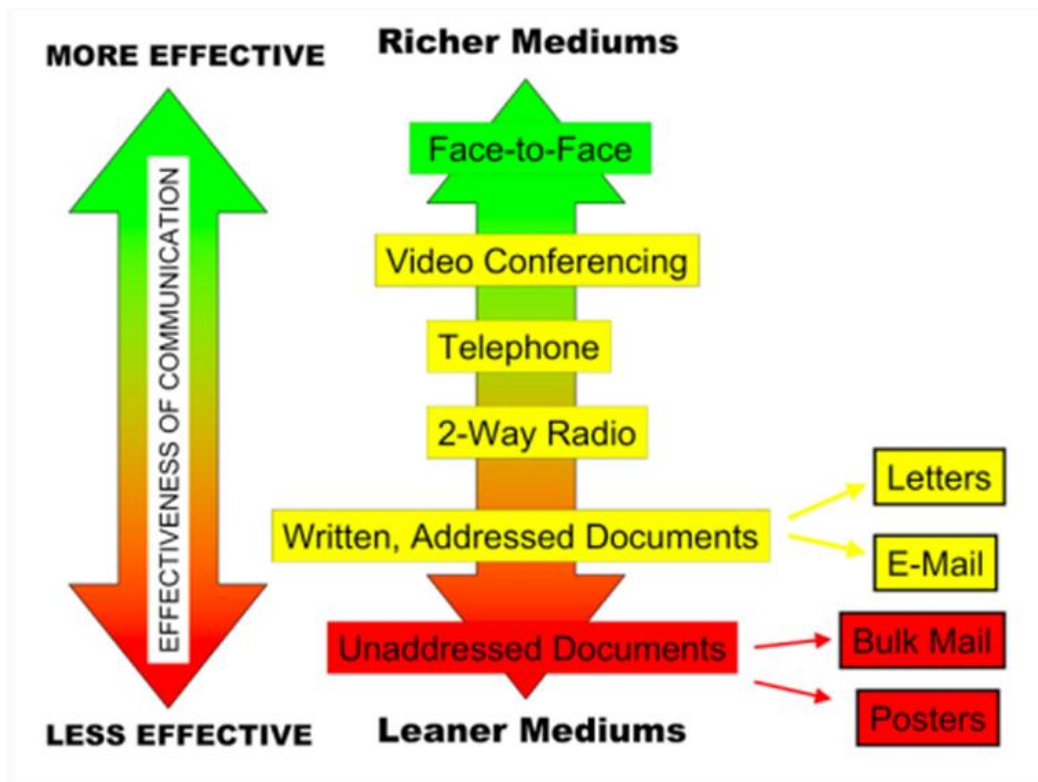 MORE EFFECTIVE
Richer Mediums
EFFECTIVENESS OF COMMUNICATION
Face-to-Face
Video Conferencing
Telephone
2-Way Radio
Letters
Written, Addressed Documents
E-Mail
Bulk Mail
Unaddressed Documents
Posters
LESS EFFECTIVE
Leaner Mediums